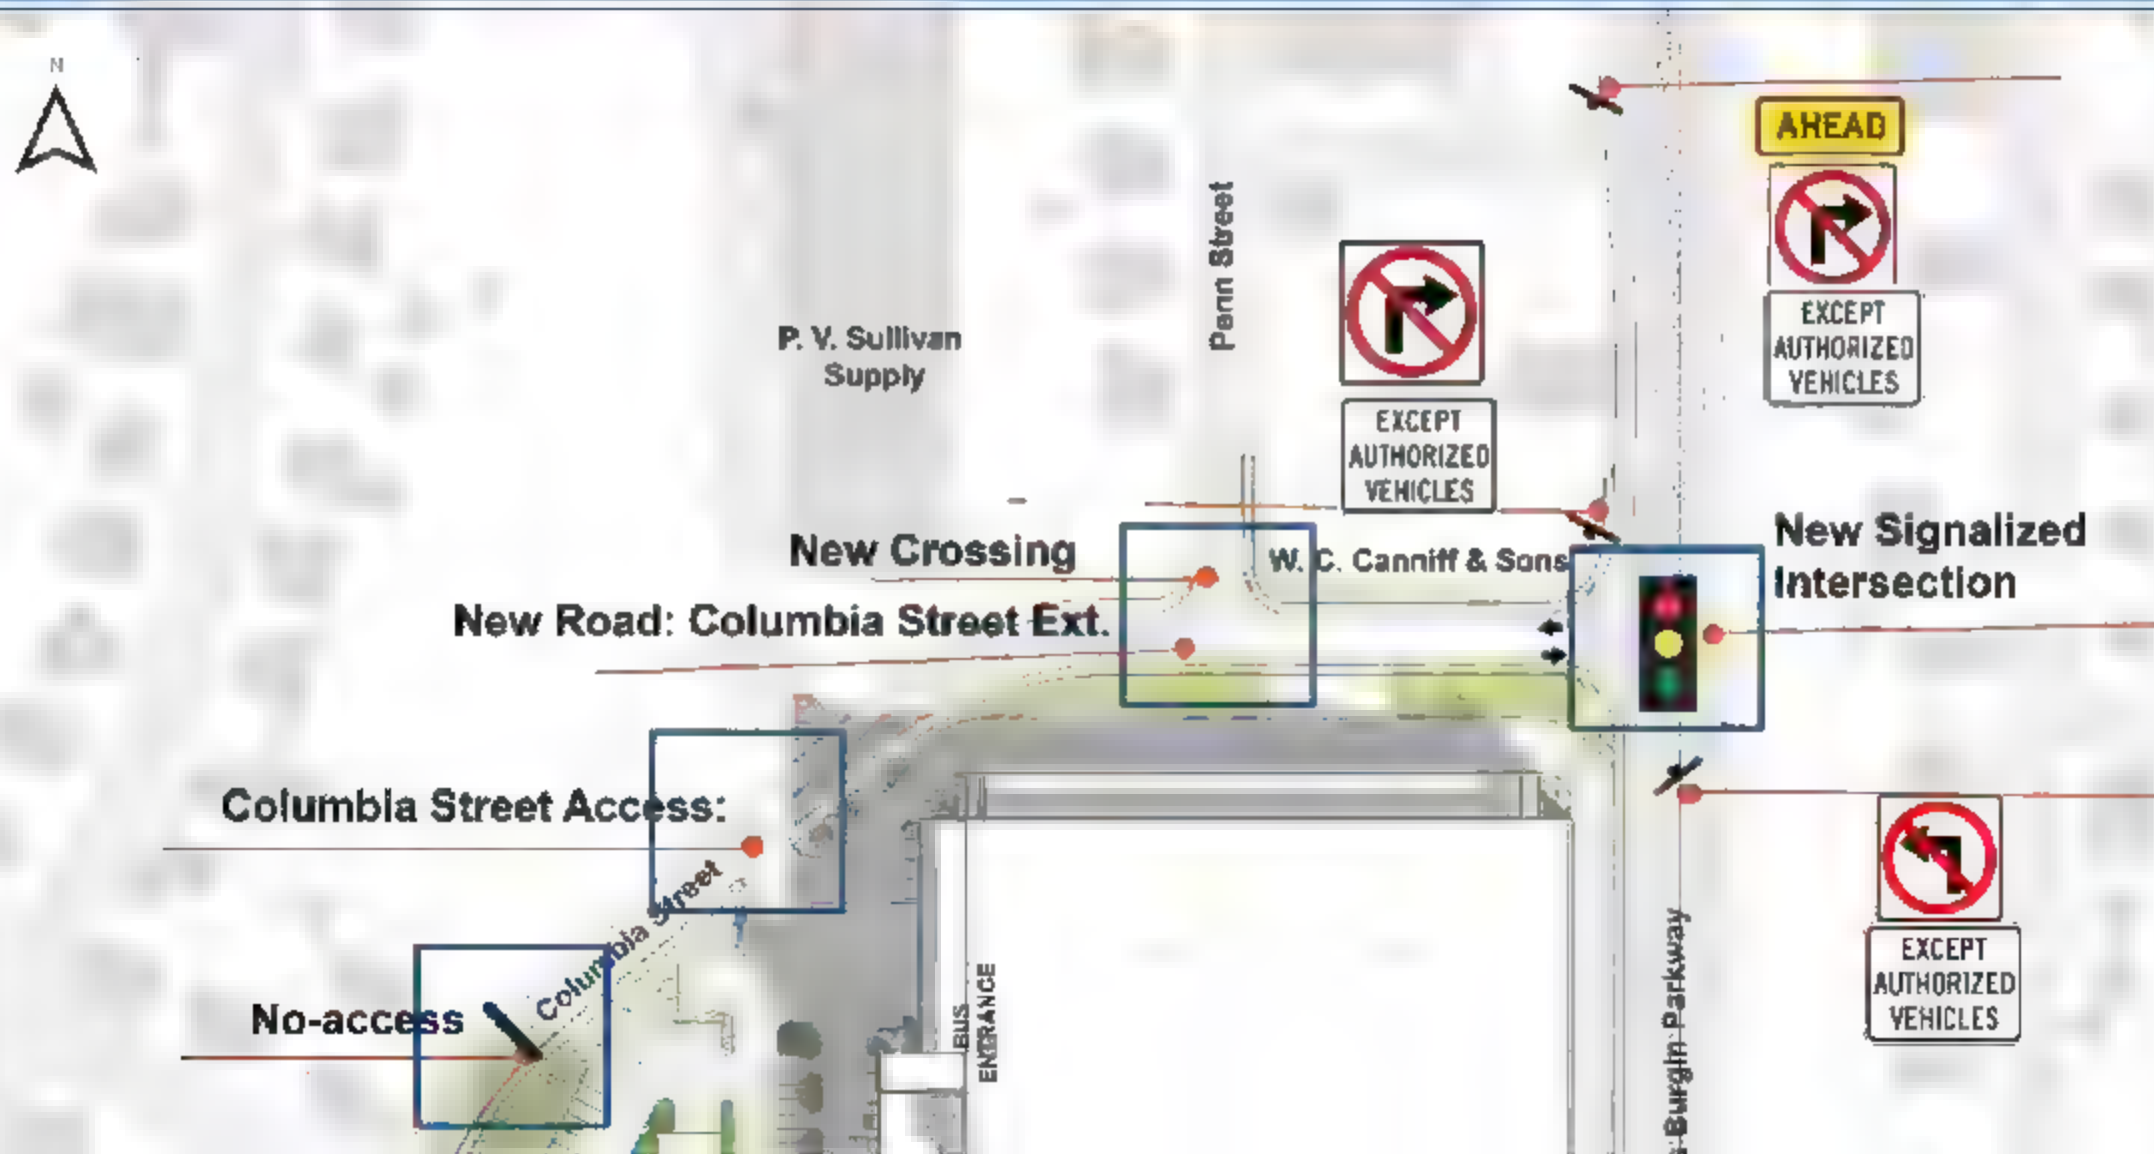 N
AHEAD
Penn Street
EXCEPT
AUTHORIZED
VEHICLES
P. V. Sullivan
Supply
EXCEPT
AUTHORIZED
VEHICLES
New Signalized
Intersection
New Crossing
W. C. Canniff & Sons
New Road: Columbia Street Ext.
Columbia Street Access:
Columbia Street
No-access
BUS
ENTRANCE
Burgin Parkway
EXCEPT
AUTHORIZED
VEHICLES